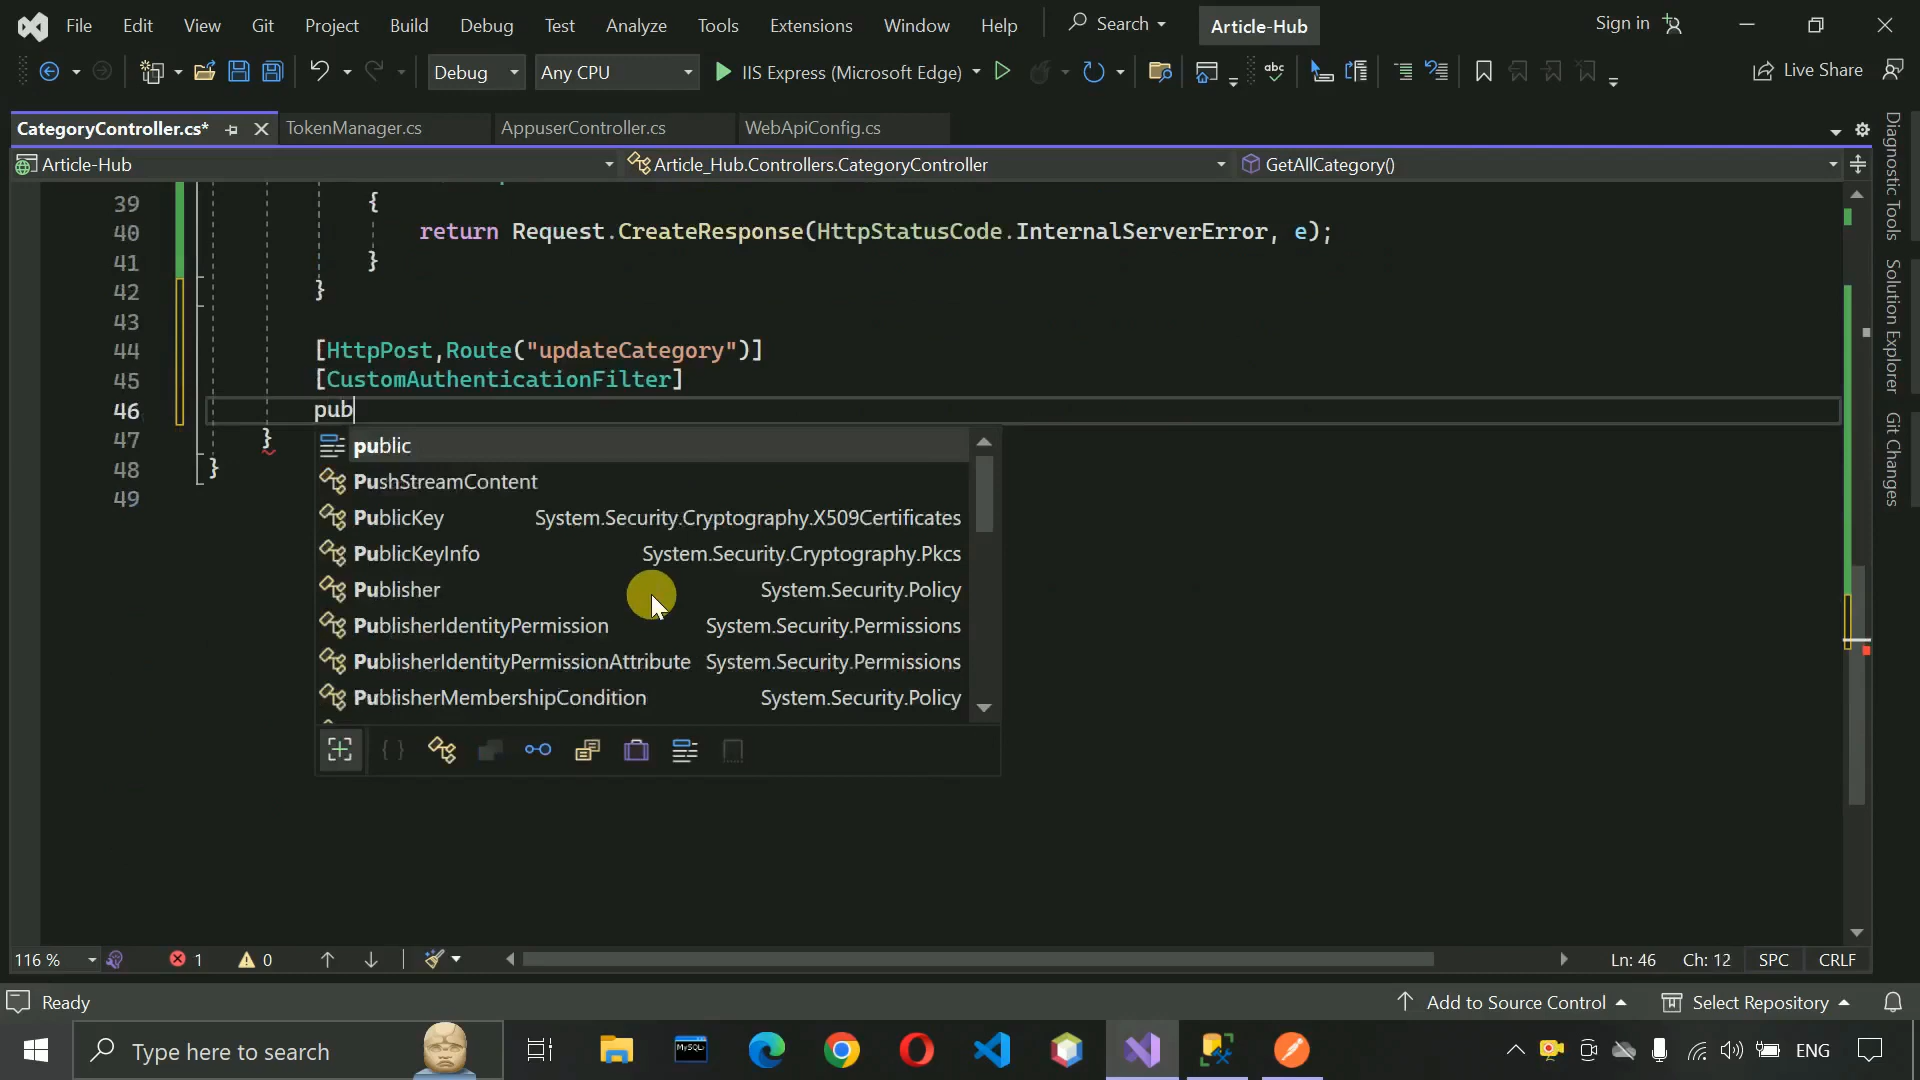 File Edit View Git Project Build Debug Test Analyze Tools Extensions Window Help Search Article-Hub Sign in
Debug Any CPU IIS Express (Microsoft Edge) abc Live Share
CategoryController.cs* TokenManager.cs AppuserController.cs WebApiConfig.cs
Article-Hub Article_Hub.Controllers.CategoryController GetAllCategory()
39 {
40 return Request.CreateResponse(HttpStatusCode.InternalServerError, e);
41 }
42 }
43
44 [HttpPost,Route("updateCategory")]
45 [CustomAuthenticationFilter]
46 pub
47 }
48 }
49
public
PushStreamContent
PublicKey System.Security.Cryptography.X509Certificates
PublicKeyInfo System.Security.Cryptography.Pkcs
Publisher System.Security.Policy
PublisherIdentityPermission System.Security.Permissions
PublisherIdentityPermissionAttribute System.Security.Permissions
PublisherMembershipCondition System.Security.Policy
Diagnostic Tools
Solution Explorer
Git Changes
116 % 1 0 Ln: 46 Ch: 12 SPC CRLF
Ready Add to Source Control Select Repository
Type here to search MySQL ENG